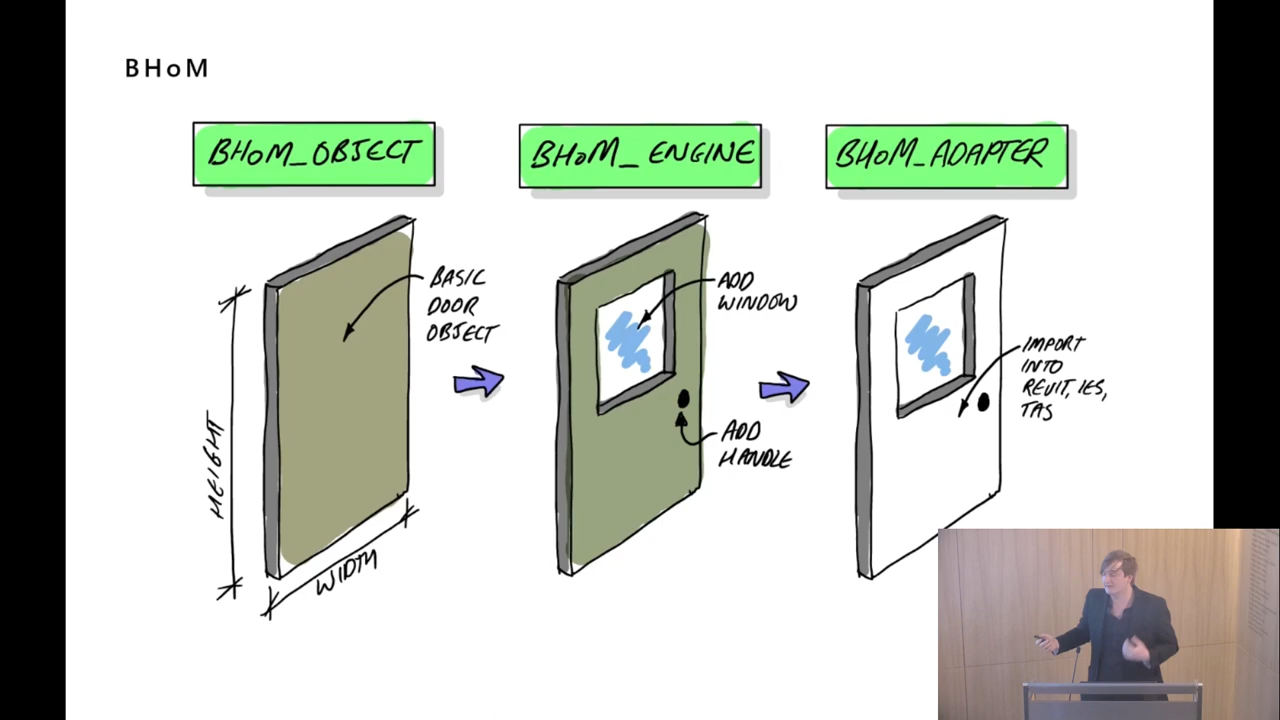 BHoM
BHoM_OBJECT
BHoM_ENGINE
BHoM_ADAPTER
BASIC
DOOR
OBJECT
HEIGHT
WIDTH
ADD
WINDOW
ADD
HANDLE
IMPORT
INTO
REVIT, IES,
TAS